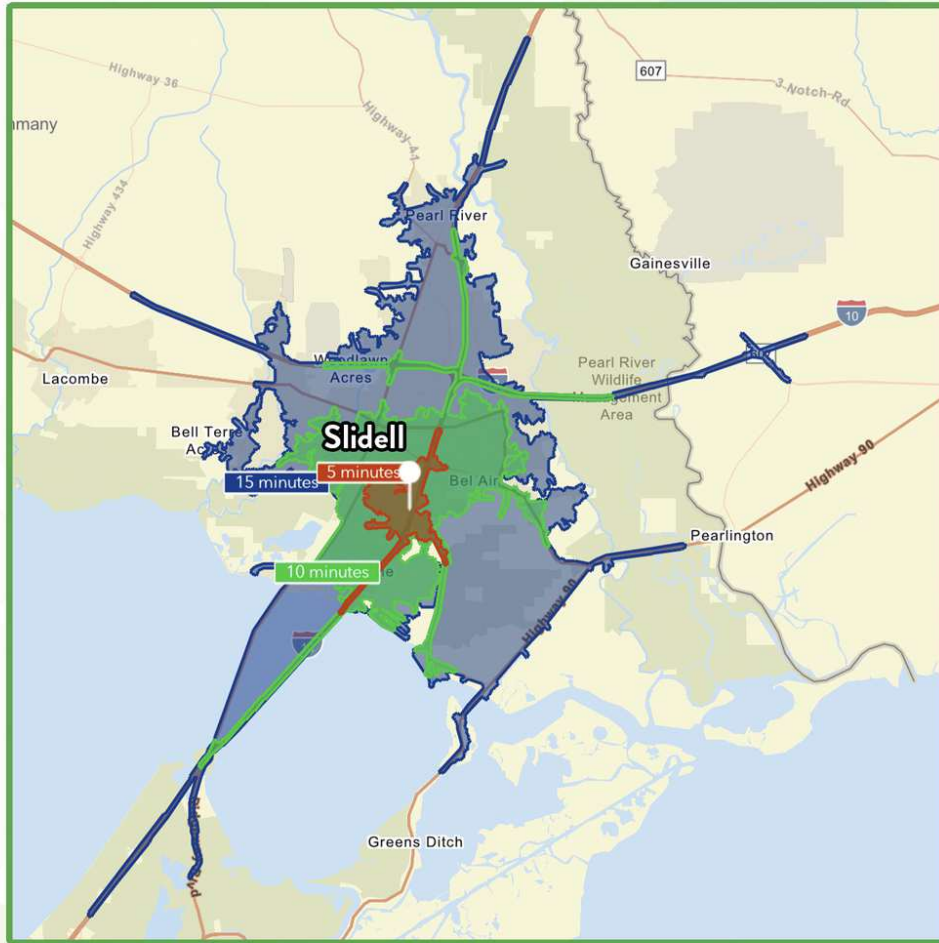 Highway 36
607
3 Notch-Rd
Highway 41
Highway 434
Pearl River
Gainesville
10
Woodlawn
Acres
Pearl River
Wildlife
Management
Area
Lacombe
Bell Terre
Acres
Slidell
5 minutes
15 minutes
Bel Air
Highway 90
Pearlington
10 minutes
Highway 90
Greens Ditch